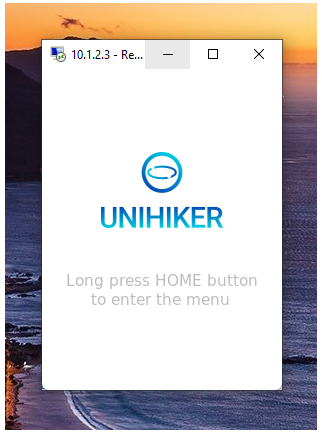 10.1.2.3 - Re...
UNIHIKER
Long press HOME button
to enter the menu